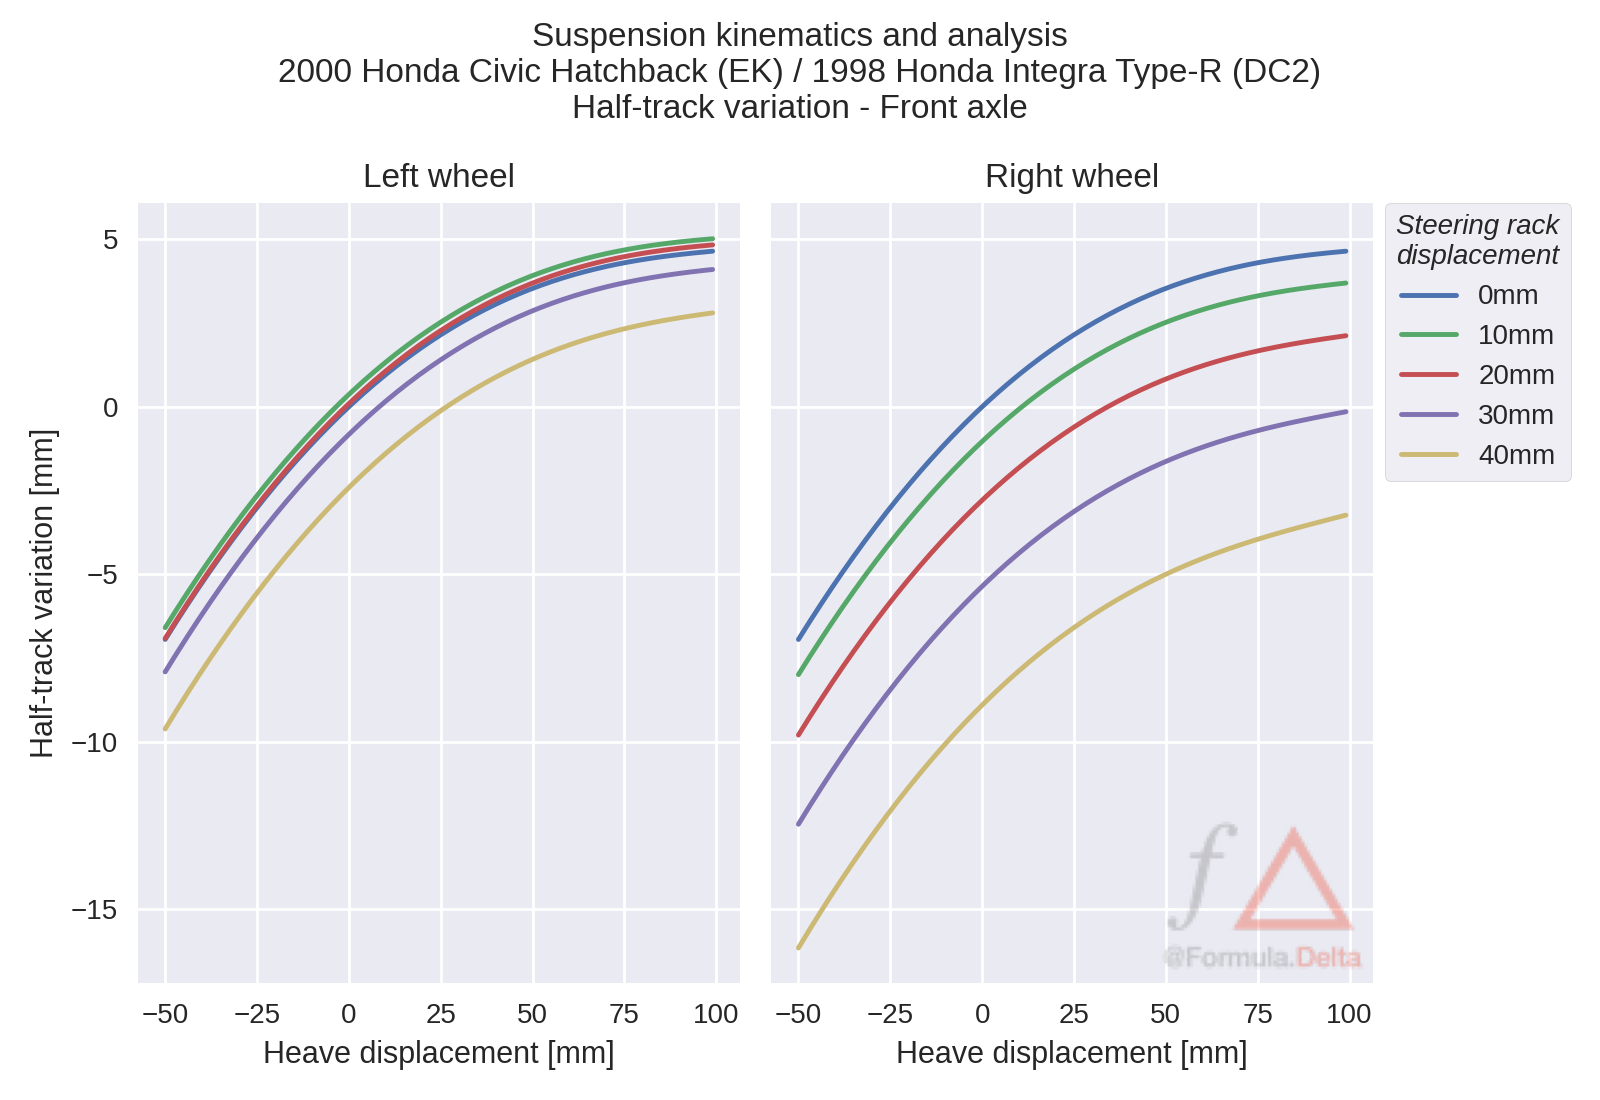 Suspension kinematics and analysis
2000 Honda Civic Hatchback (EK) / 1998 Honda Integra Type-R (DC2)
Half-track variation - Front axle
Left wheel
Right wheel
Half-track variation [mm]
5
0
−5
−10
−15
−50 −25 0 25 50 75 100
−50 −25 0 25 50 75 100
Heave displacement [mm]
Heave displacement [mm]
Steering rack
displacement
0mm
10mm
20mm
30mm
40mm
f
@Formula.Delta